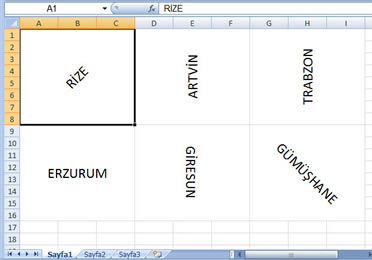 A1 fx RİZE
A B C D E F G H I
1
2
3
4
5
6
7
8
9
10
11
12
13
14
15
16
17
18
RİZE
ARTVİN
TRABZON
ERZURUM
GİRESUN
GÜMÜŞHANE
Sayfa1 Sayfa2 Sayfa3